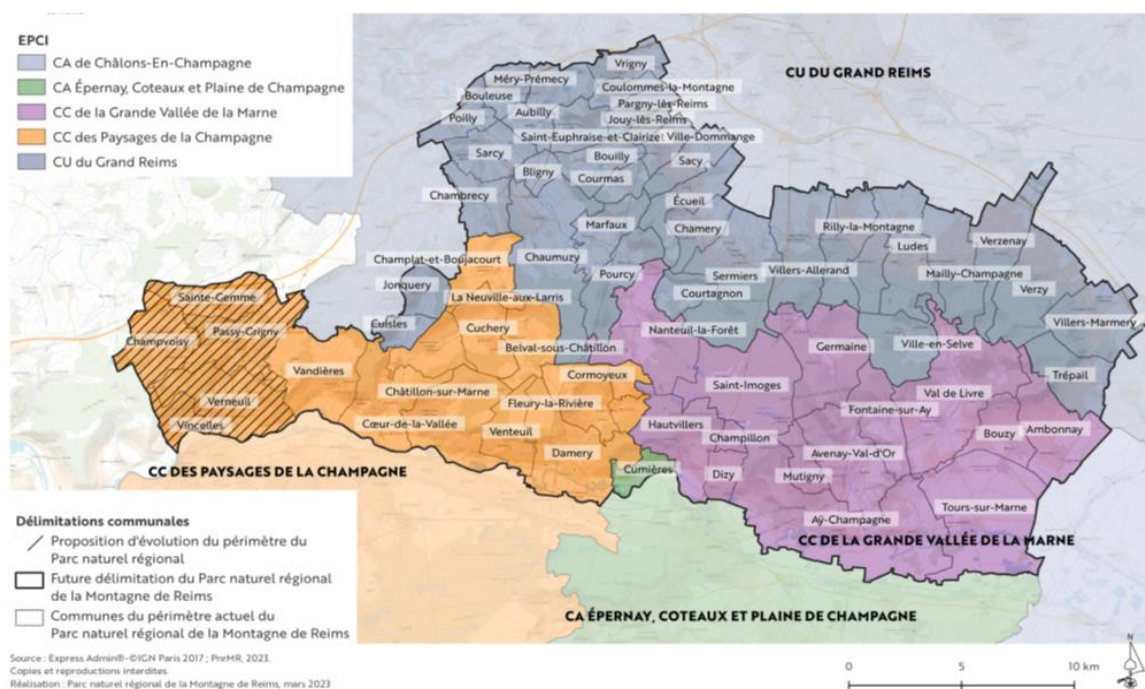 EPCI
CA de Châlons-En-Champagne
CA Épernay, Coteaux et Plaine de Champagne
CC de la Grande Vallée de la Marne
CC des Paysages de la Champagne
CU du Grand Reims
CU DU GRAND REIMS
Vrigny
Méry-Prémecy
Coulommes-la-Montagne
Bouleuse
Pargny-lès-Reims
Aubilly
Poilly
Jouy-lès-Reims
Saint-Euphraise-et-Clairizet
Ville-Dommange
Sarcy
Bouilly
Sacy
Bligny
Courmas
Chambrecy
Écueil
Marfaux
Chamery
Rilly-la-Montagne
Ludes
Verzenay
Champlat-et-Boujacourt
Chaumuzy
Pourcy
Sermiers
Villers-Allerand
Mailly-Champagne
Jonquery
Courtagnon
Verzy
Sainte-Gemme
La Neuville-aux-Larris
Cuisles
Passy-Grigny
Cuchery
Nanteuil-la-Forêt
Villers-Marmery
Champvoisy
Belval-sous-Châtillon
Germaine
Ville-en-Selve
Vandières
Cormoyeux
Trépail
Châtillon-sur-Marne
Saint-Imoges
Val de Livre
Verneuil
Fleury-la-Rivière
Fontaine-sur-Ay
Vincelles
Cœur-de-la-Vallée
Venteuil
Hautvillers
Champillon
Bouzy
Ambonnay
Damery
Avenay-Val-d'Or
CC DES PAYSAGES DE LA CHAMPAGNE
Cumières
Dizy
Mutigny
Tours-sur-Marne
Aÿ-Champagne
CC DE LA GRANDE VALLÉE DE LA MARNE
CA ÉPERNAY, COTEAUX ET PLAINE DE CHAMPAGNE
Délimitations communales
Proposition d'évolution du périmètre du
Parc naturel régional
Future délimitation du Parc naturel régional
de la Montagne de Reims
Communes du périmètre actuel du
Parc naturel régional de la Montagne de Reims
Source : Express Admin®-©IGN Paris 2017 ; PnrMR, 2023.
Copies et reproductions interdites.
Réalisation : Parc naturel régional de la Montagne de Reims, mars 2023
0 5 10 km
N